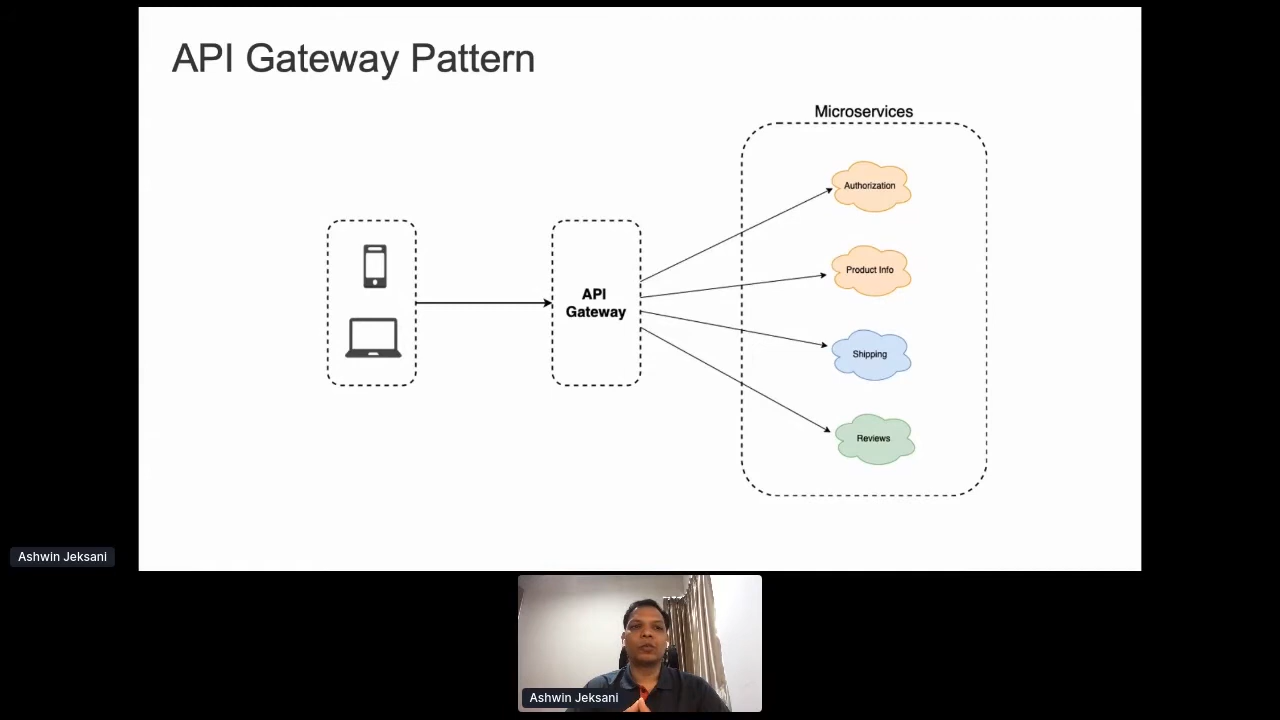 API Gateway Pattern
Microservices
Authorization
Product Info
API
Gateway
Shipping
Reviews
Ashwin Jeksani
Ashwin Jeksani